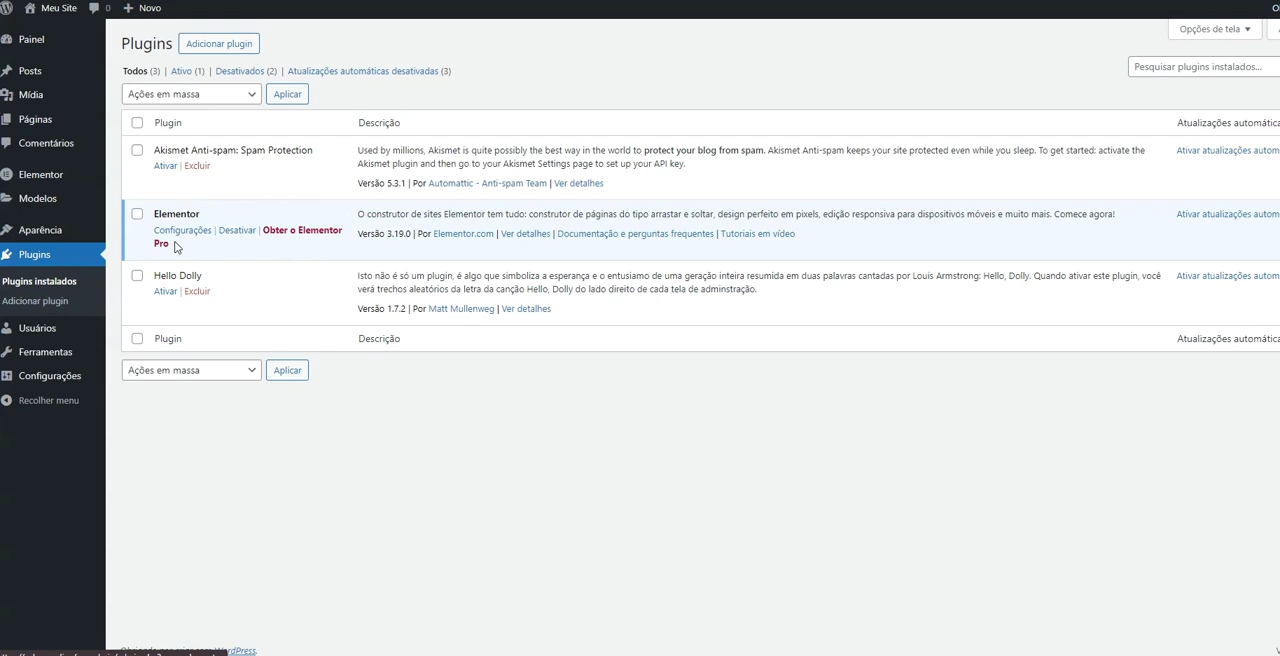 Meu Site 0 Novo
Painel
Posts
Mídia
Páginas
Comentários
Elementor
Modelos
Aparência
Plugins
Plugins instalados
Adicionar plugin
Usuários
Ferramentas
Configurações
Recolher menu
Opções de tela
Plugins Adicionar plugin
Todos (3) | Ativo (1) | Desativados (2) | Atualizações automáticas desativadas (3)
Pesquisar plugins instalados...
Ações em massa Aplicar
Plugin Descrição Atualizações automática
Akismet Anti-spam: Spam Protection
Ativar | Excluir
Used by millions, Akismet is quite possibly the best way in the world to protect your blog from spam. Akismet Anti-spam keeps your site protected even while you sleep. To get started: activate the
Akismet plugin and then go to your Akismet Settings page to set up your API key.
Versão 5.3.1 | Por Automattic - Anti-spam Team | Ver detalhes
Ativar atualizações autom
Elementor
Configurações | Desativar | Obter o Elementor
Pro
O construtor de sites Elementor tem tudo: construtor de páginas do tipo arrastar e soltar, design perfeito em pixels, edição responsiva para dispositivos móveis e muito mais. Comece agora!
Versão 3.19.0 | Por Elementor.com | Ver detalhes | Documentação e perguntas frequentes | Tutoriais em vídeo
Ativar atualizações autom
Hello Dolly
Ativar | Excluir
Isto não é só um plugin, é algo que simboliza a esperança e o entusiamo de uma geração inteira resumida em duas palavras cantadas por Louis Armstrong: Hello, Dolly. Quando ativar este plugin, você
verá trechos aleatórios da letra da canção Hello, Dolly do lado direito de cada tela de adminstração.
Versão 1.7.2 | Por Matt Mullenweg | Ver detalhes
Ativar atualizações autom
Plugin Descrição Atualizações automática
Ações em massa Aplicar
WordPress.